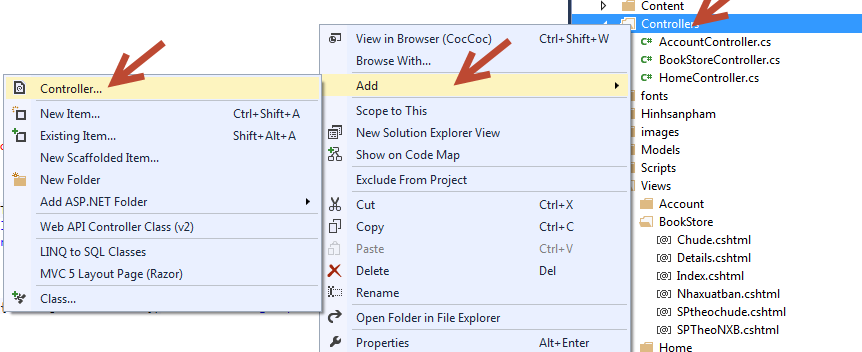 Controller...
New Item... Ctrl+Shift+A
Existing Item... Shift+Alt+A
New Scaffolded Item...
New Folder
Add ASP.NET Folder
Web API Controller Class (v2)
LINQ to SQL Classes
MVC 5 Layout Page (Razor)
Class...
View in Browser (CocCoc) Ctrl+Shift+W
Browse With...
Add
Scope to This
New Solution Explorer View
Show on Code Map
Exclude From Project
Cut Ctrl+X
Copy Ctrl+C
Paste Ctrl+V
Delete Del
Rename
Open Folder in File Explorer
Properties Alt+Enter
Content
Controllers
C# AccountController.cs
C# BookStoreController.cs
C# HomeController.cs
fonts
Hinhsanpham
images
Models
Scripts
Views
Account
BookStore
[@] Chude.cshtml
[@] Details.cshtml
[@] Index.cshtml
[@] Nhaxuatban.cshtml
[@] SPtheochude.cshtml
[@] SPTheoNXB.cshtml
Home